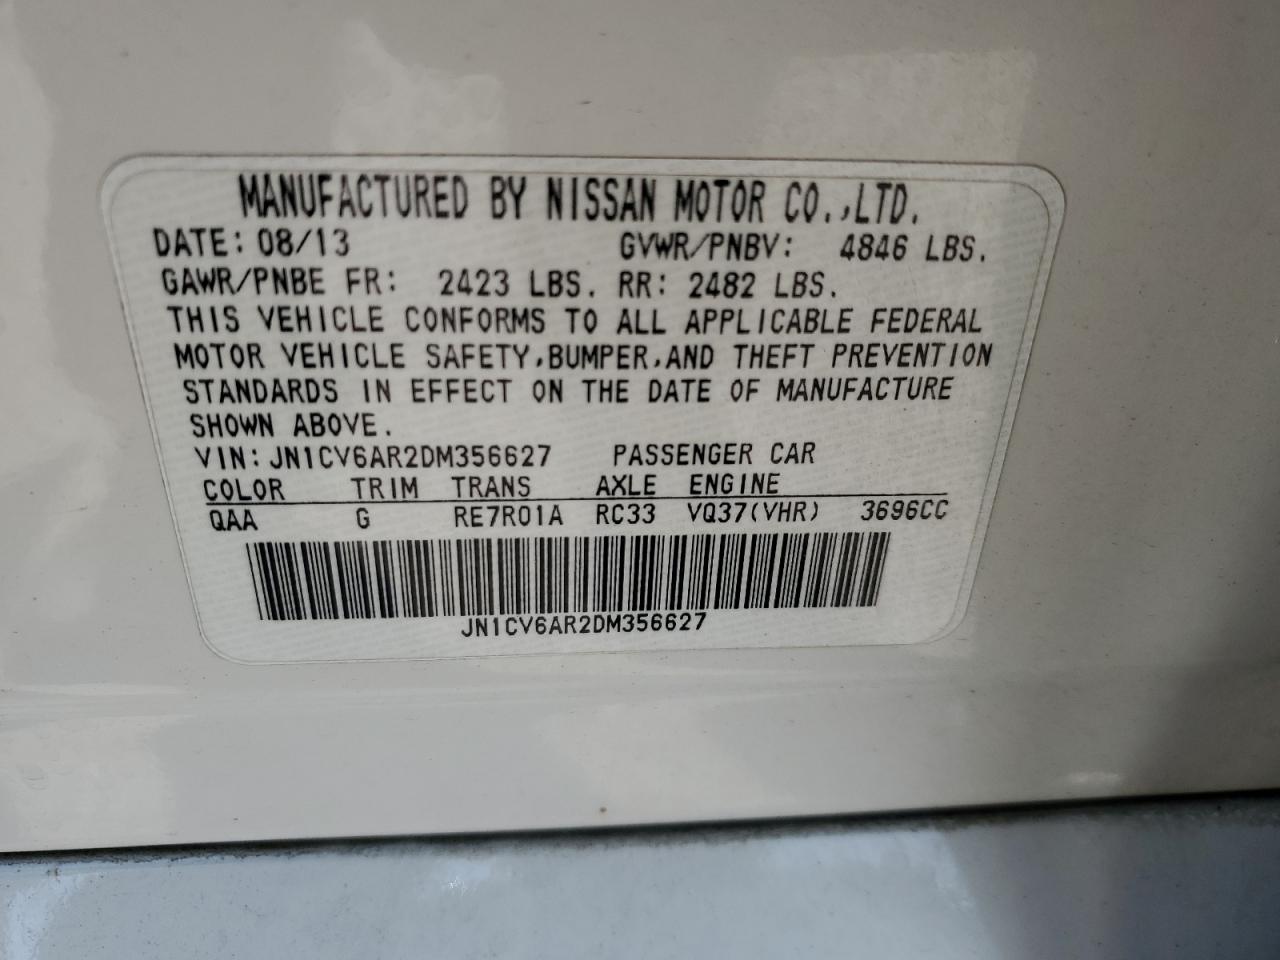 MANUFACTURED BY NISSAN MOTOR CO.,LTD.
DATE: 08/13 GVWR/PNBV: 4846 LBS.
GAWR/PNBE FR: 2423 LBS. RR: 2482 LBS.
THIS VEHICLE CONFORMS TO ALL APPLICABLE FEDERAL
MOTOR VEHICLE SAFETY,BUMPER,AND THEFT PREVENTION
STANDARDS IN EFFECT ON THE DATE OF MANUFACTURE
SHOWN ABOVE.
VIN: JN1CV6AR2DM356627 PASSENGER CAR
COLOR TRIM TRANS AXLE ENGINE
QAA G RE7R01A RC33 VQ37(VHR) 3696CC
JN1CV6AR2DM356627